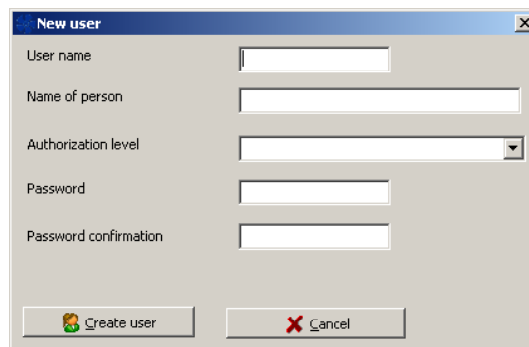 New user
User name
Name of person
Authorization level
Password
Password confirmation
Create user
Cancel